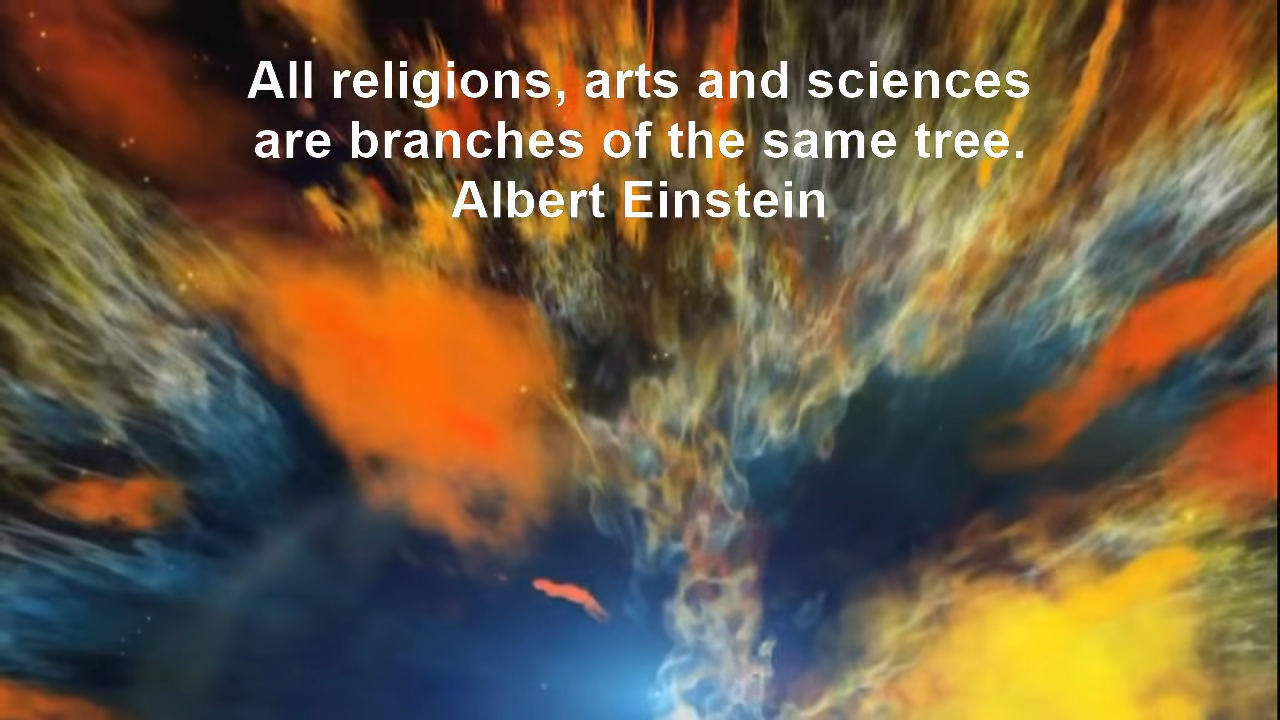 All religions, arts and sciences
are branches of the same tree.
Albert Einstein